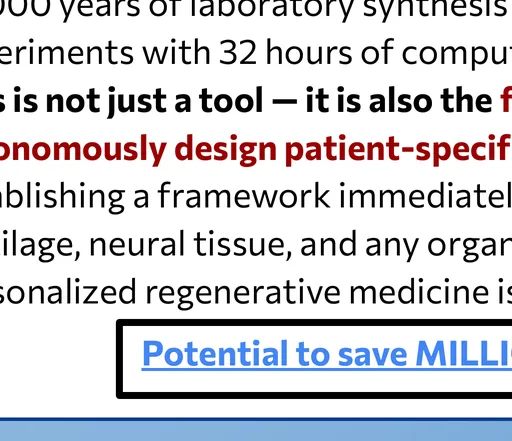 000 years of laboratory synthesis
eriments with 32 hours of comput
s is not just a tool — it is also the f
onomously design patient-specif
ablishing a framework immediatel
ilage, neural tissue, and any organ
sonalized regenerative medicine is
Potential to save MILLI